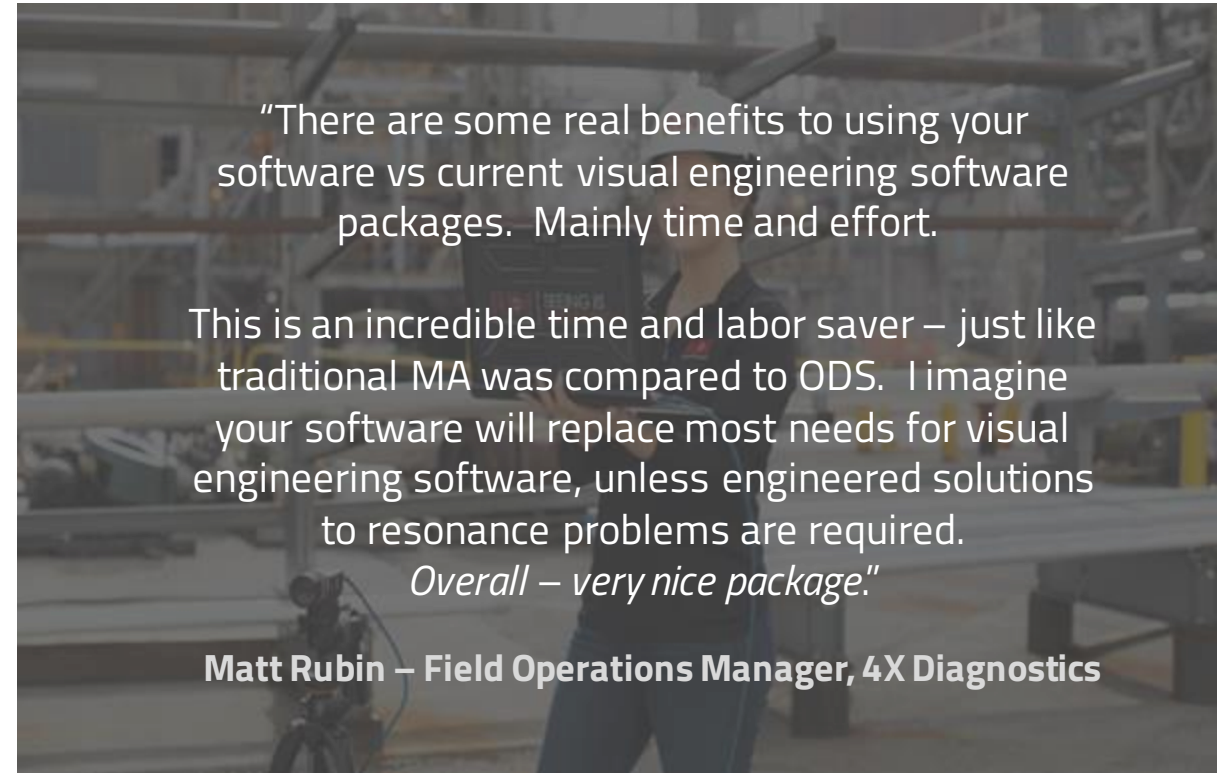 “There are some real benefits to using your
software vs current visual engineering software
packages.  Mainly time and effort.
This is an incredible time and labor saver – just like
traditional MA was compared to ODS.  I imagine
your software will replace most needs for visual
engineering software, unless engineered solutions
to resonance problems are required.
Overall – very nice package.”
Matt Rubin – Field Operations Manager, 4X Diagnostics
SEEING IS